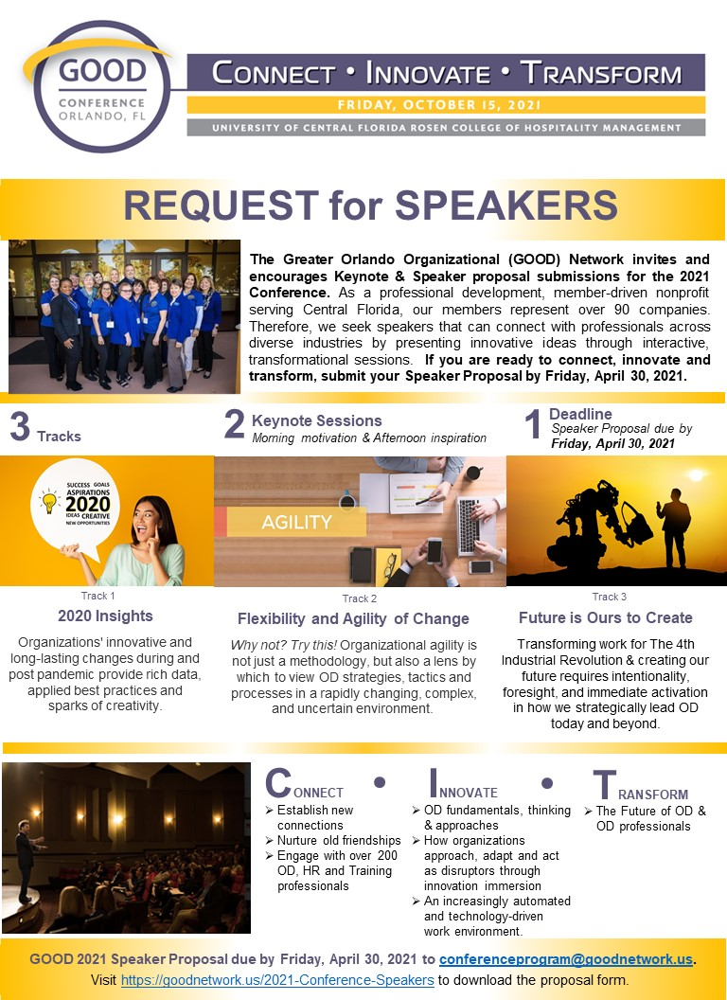 GOOD
CONFERENCE
ORLANDO, FL
CONNECT • INNOVATE • TRANSFORM
FRIDAY, OCTOBER 15, 2021
UNIVERSITY OF CENTRAL FLORIDA ROSEN COLLEGE OF HOSPITALITY MANAGEMENT
REQUEST for SPEAKERS
The Greater Orlando Organizational (GOOD) Network invites and
encourages Keynote & Speaker proposal submissions for the 2021
Conference. As a professional development, member-driven nonprofit
serving Central Florida, our members represent over 90 companies.
Therefore, we seek speakers that can connect with professionals across
diverse industries by presenting innovative ideas through interactive,
transformational sessions. If you are ready to connect, innovate and
transform, submit your Speaker Proposal by Friday, April 30, 2021.
3 Tracks
2 Keynote Sessions
Morning motivation & Afternoon inspiration
1 Deadline
Speaker Proposal due by
Friday, April 30, 2021
SUCCESS GOALS
ASPIRATIONS
2020
IDEAS CREATIVE
NEW OPPORTUNITIES
AGILITY
Track 1
2020 Insights
Organizations' innovative and
long-lasting changes during and
post pandemic provide rich data,
applied best practices and
sparks of creativity.
Track 2
Flexibility and Agility of Change
Why not? Try this! Organizational agility is
not just a methodology, but also a lens by
which to view OD strategies, tactics and
processes in a rapidly changing, complex,
and uncertain environment.
Track 3
Future is Ours to Create
Transforming work for The 4th
Industrial Revolution & creating our
future requires intentionality,
foresight, and immediate activation
in how we strategically lead OD
today and beyond.
CONNECT •
➢ Establish new
connections
➢ Nurture old friendships
➢ Engage with over 200
OD, HR and Training
professionals
INNOVATE •
➢ OD fundamentals, thinking
& approaches
➢ How organizations
approach, adapt and act
as disruptors through
innovation immersion
➢ An increasingly automated
and technology-driven
work environment.
TRANSFORM
➢ The Future of OD &
OD professionals
GOOD 2021 Speaker Proposal due by Friday, April 30, 2021 to conferenceprogram@goodnetwork.us.
Visit https://goodnetwork.us/2021-Conference-Speakers to download the proposal form.